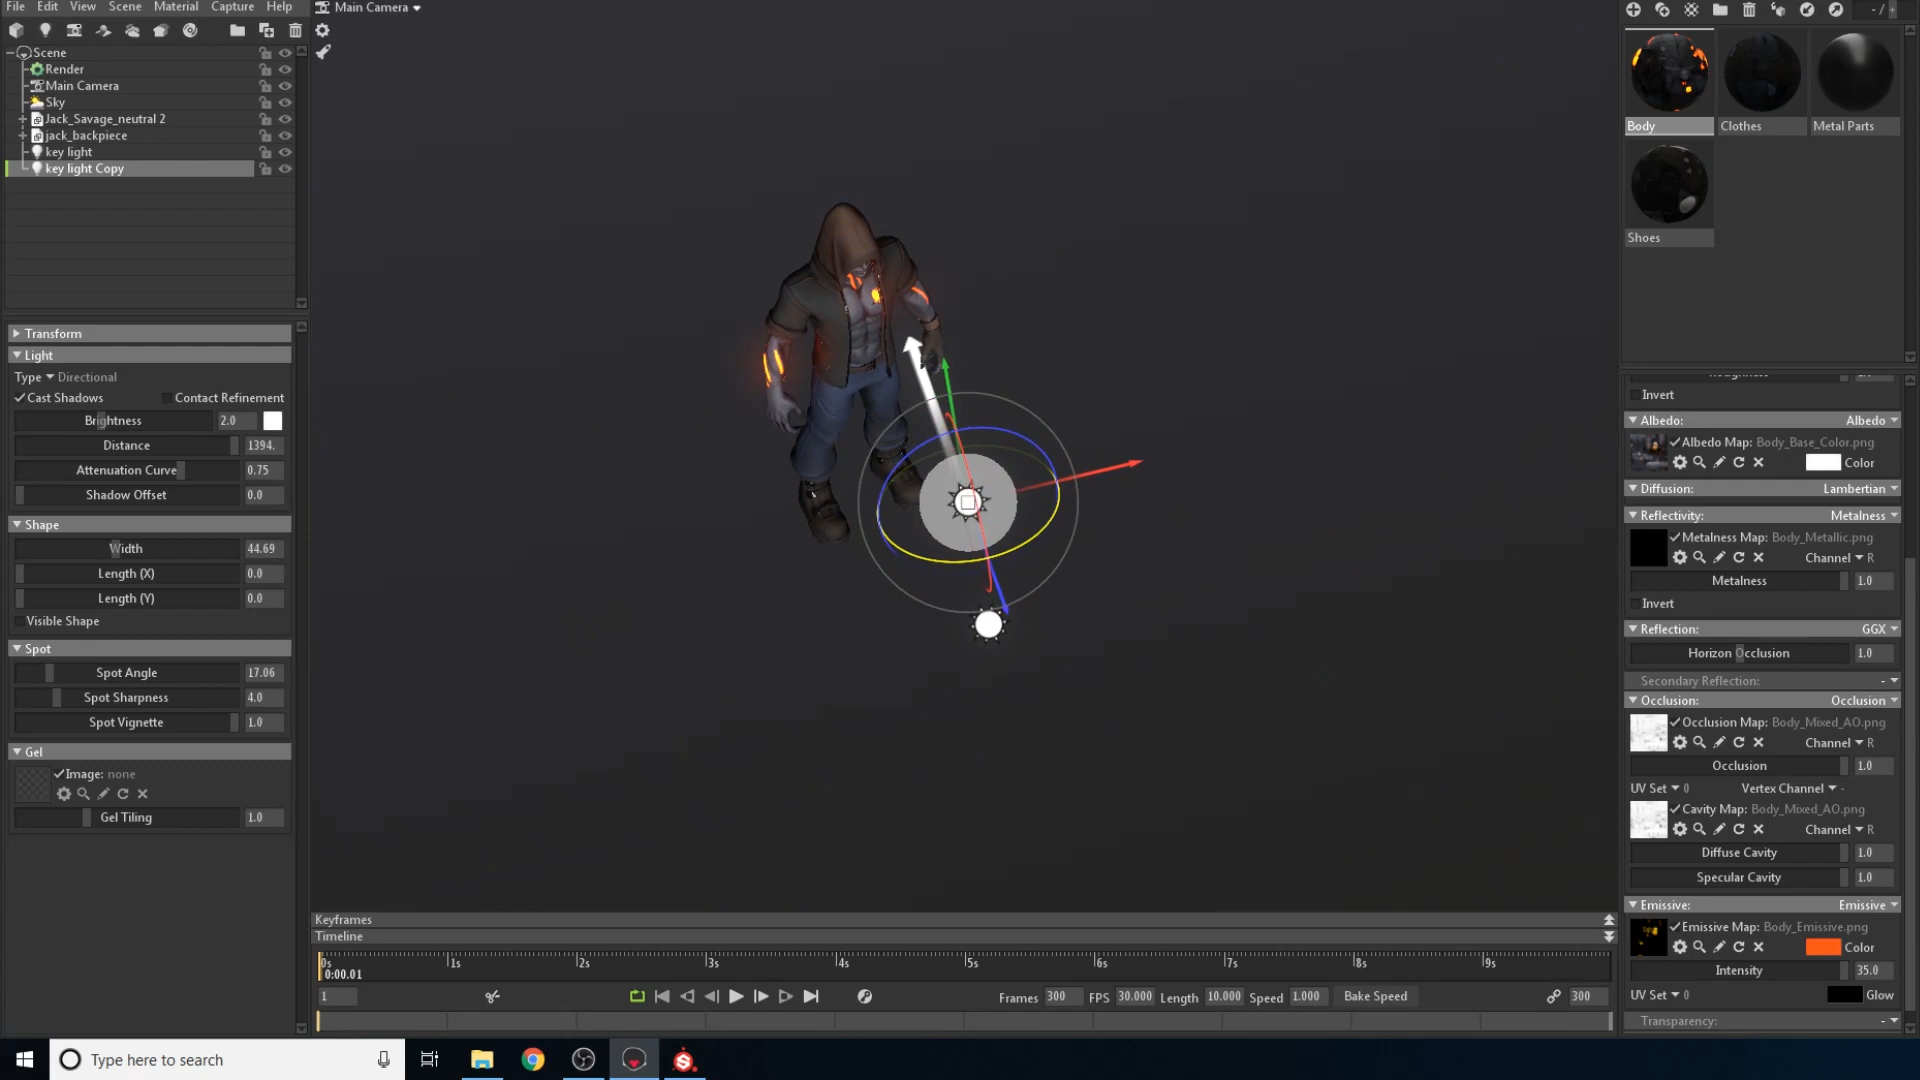 File Edit View Scene Material Capture Help
Main Camera
- / +
Scene
Render
Main Camera
Sky
Jack_Savage_neutral 2
jack_backpiece
key light
key light Copy
Body
Clothes
Metal Parts
Shoes
Transform
Light
Type Directional
Cast Shadows Contact Refinement
Brightness 2.0
Distance 1394.
Attenuation Curve 0.75
Shadow Offset 0.0
Shape
Width 44.69
Length (X) 0.0
Length (Y) 0.0
Visible Shape
Spot
Spot Angle 17.06
Spot Sharpness 4.0
Spot Vignette 1.0
Gel
Image: none
Gel Tiling 1.0
Invert
Albedo: Albedo
Albedo Map: Body_Base_Color.png
Color
Diffusion: Lambertian
Reflectivity: Metalness
Metalness Map: Body_Metallic.png
Channel R
Metalness 1.0
Invert
Reflection: GGX
Horizon Occlusion 1.0
Secondary Reflection: -
Occlusion: Occlusion
Occlusion Map: Body_Mixed_AO.png
Channel R
Occlusion 1.0
UV Set 0 Vertex Channel -
Cavity Map: Body_Mixed_AO.png
Channel R
Diffuse Cavity 1.0
Specular Cavity 1.0
Emissive: Emissive
Emissive Map: Body_Emissive.png
Color
Intensity 35.0
UV Set 0 Glow
Transparency: -
Keyframes
Timeline
0s 1s 2s 3s 4s 5s 6s 7s 8s 9s
0:00.01
1 Frames 300 FPS 30.000 Length 10.000 Speed 1.000 Bake Speed 300
Type here to search